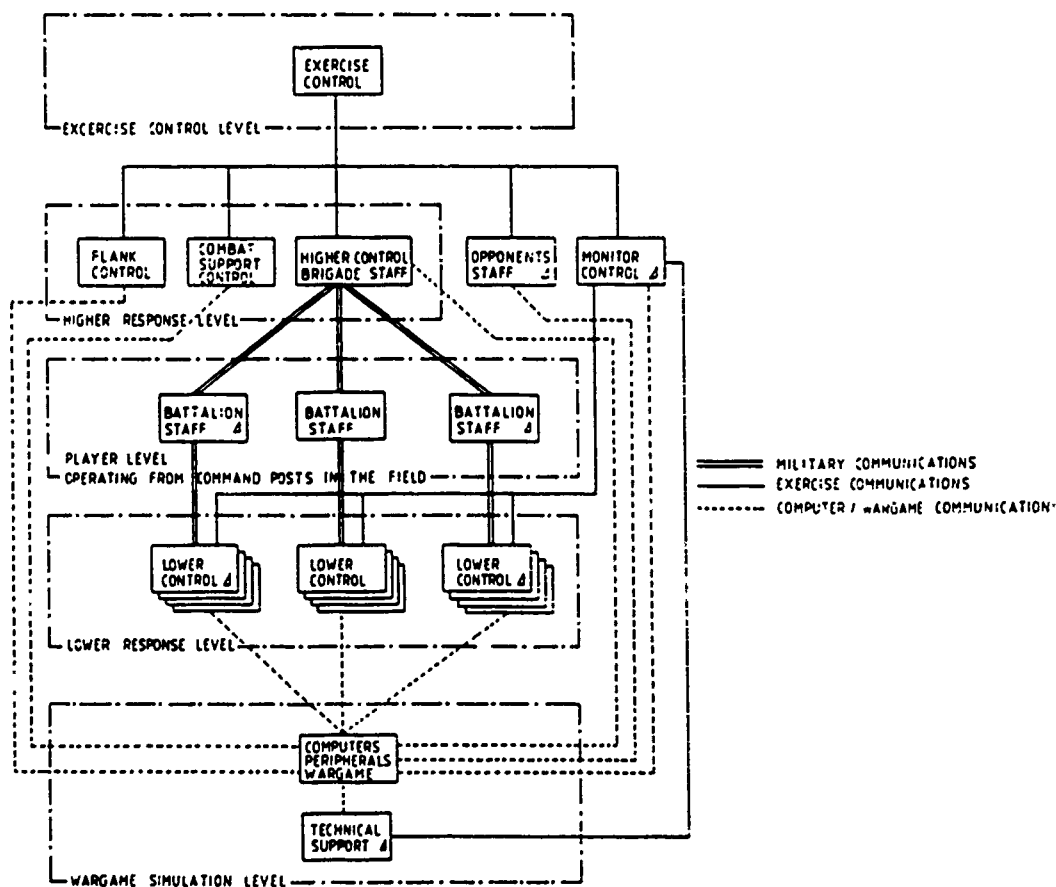 EXERCISE
CONTROL
EXCERCISE CONTROL LEVEL
FLANK
CONTROL
COMBAT
SUPPORT
CONTROL
HIGHER CONTROL
BRIGADE STAFF
OPPONENTS
STAFF
MONITOR
CONTROL
HIGHER RESPONSE LEVEL
BATTALION
STAFF
BATTALION
STAFF
BATTALION
STAFF
PLAYER LEVEL
OPERATING FROM COMMAND POSTS IN THE FIELD
MILITARY COMMUNICATIONS
EXERCISE COMMUNICATIONS
COMPUTER / WARGAME COMMUNICATION
LOWER
CONTROL
LOWER
CONTROL
LOWER
CONTROL
LOWER RESPONSE LEVEL
COMPUTERS
PERIPHERALS
WARGAME
TECHNICAL
SUPPORT
WARGAME SIMULATION LEVEL